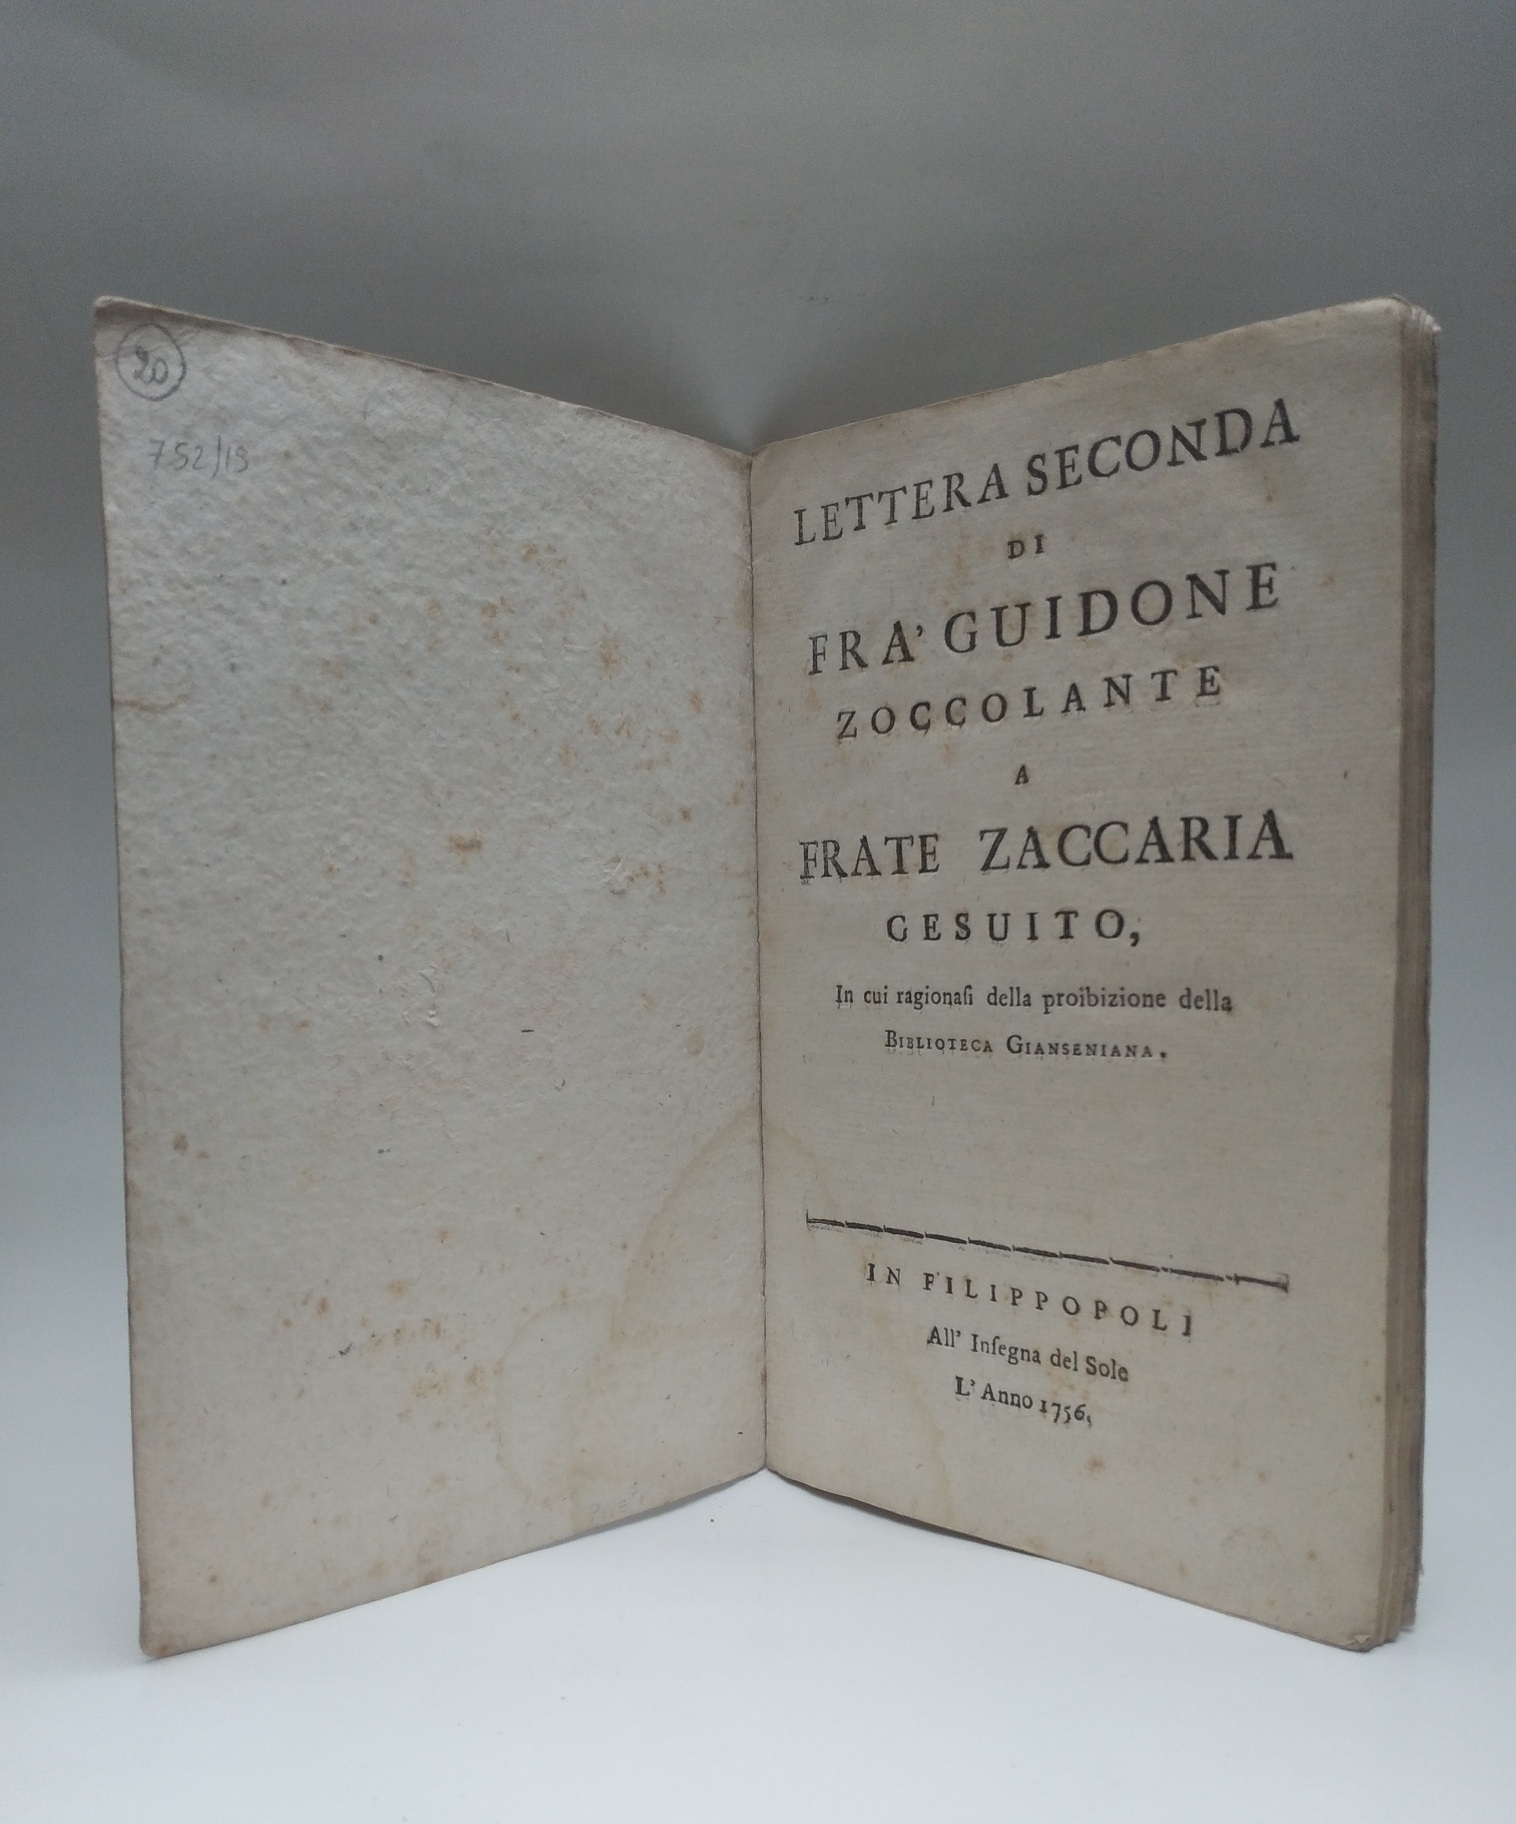 20
752/19
LETTERA SECONDA
DI
FRA' GUIDONE
ZOCCOLANTE
A
FRATE ZACCARIA
GESUITO,
In cui ragionaſi della proibizione della
BIBLIOTECA GIANSENIANA.
IN FILIPPOPOLI
All' Inſegna del Sole
L' Anno 1756,